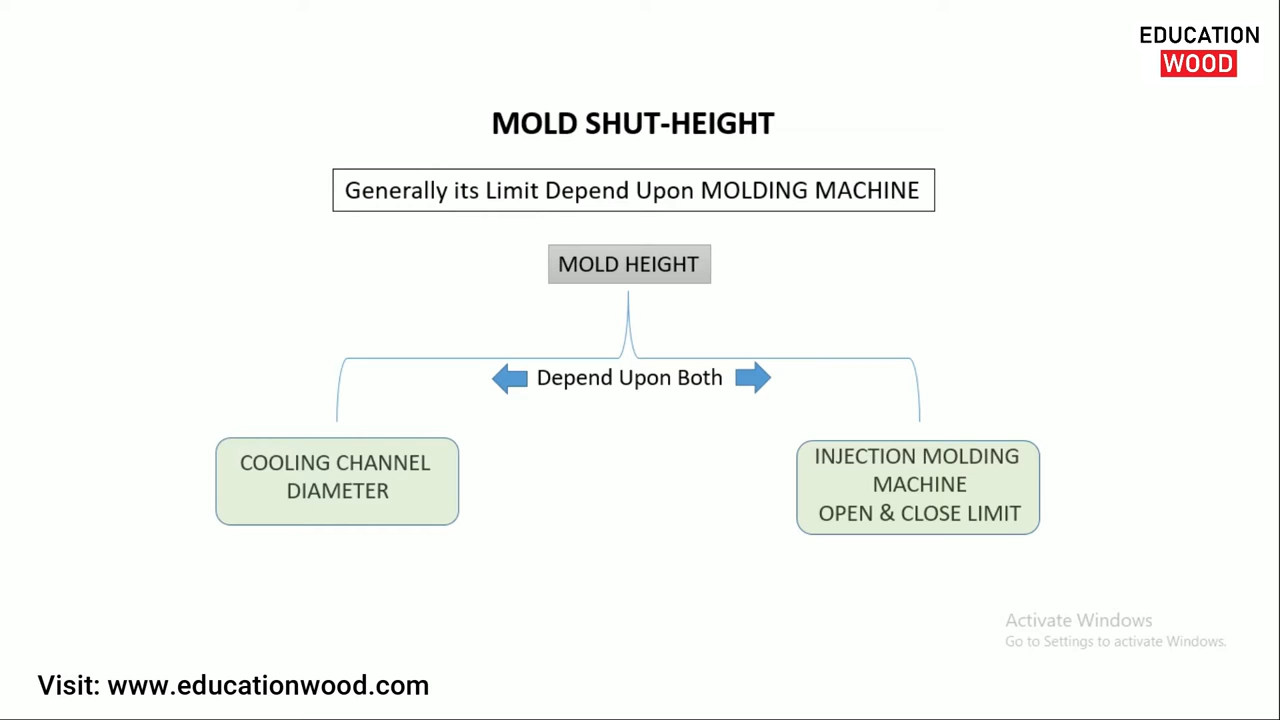 EDUCATION
WOOD
MOLD SHUT-HEIGHT
Generally its Limit Depend Upon MOLDING MACHINE
MOLD HEIGHT
Depend Upon Both
COOLING CHANNEL
DIAMETER
INJECTION MOLDING
MACHINE
OPEN & CLOSE LIMIT
Activate Windows
Go to Settings to activate Windows.
Visit: www.educationwood.com